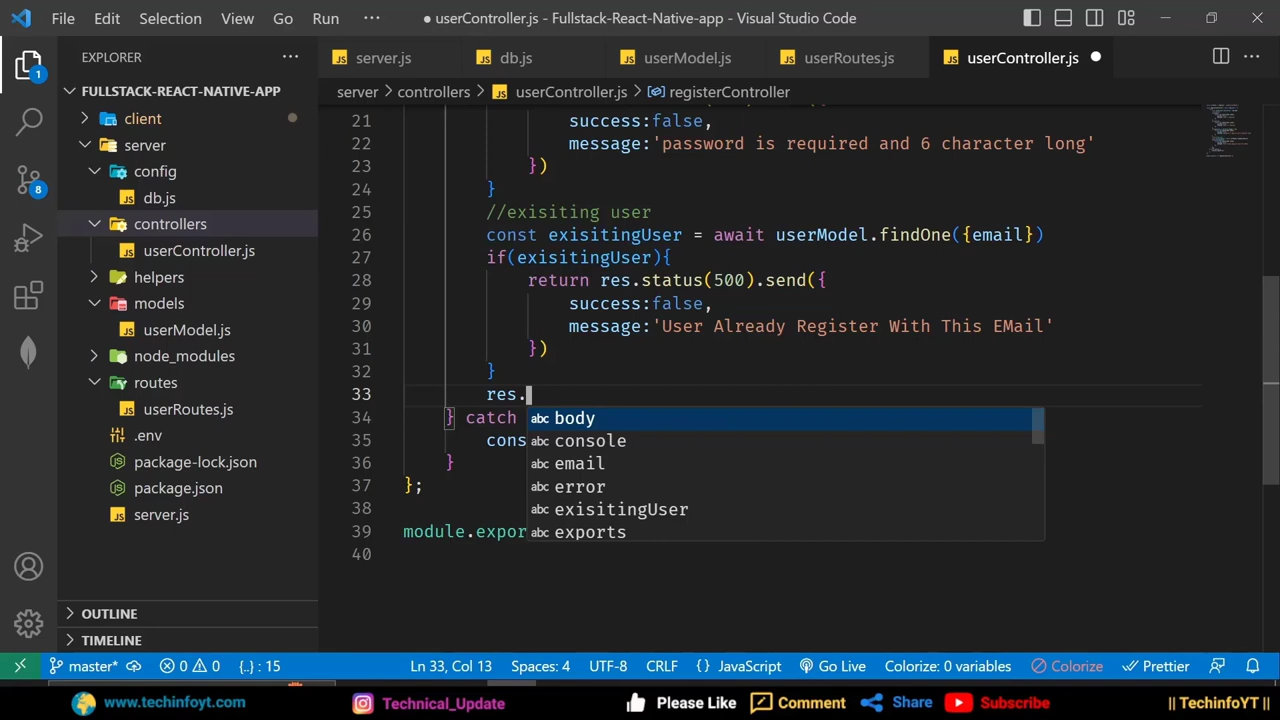 File Edit Selection View Go Run ··· ● userController.js - Fullstack-React-Native-app - Visual Studio Code
EXPLORER ···
server.js
db.js
userModel.js
userRoutes.js
userController.js ●
server > controllers > userController.js > registerController
1
8
FULLSTACK-REACT-NATIVE-APP
client
server
config
db.js
controllers
userController.js
helpers
models
userModel.js
node_modules
routes
userRoutes.js
.env
package-lock.json
package.json
server.js
OUTLINE
TIMELINE
21 success:false,
22 message:'password is required and 6 character long'
23 })
24 }
25 //exisiting user
26 const exisitingUser = await userModel.findOne({email})
27 if(exisitingUser){
28 return res.status(500).send({
29 success:false,
30 message:'User Already Register With This EMail'
31 })
32 }
33 res.
34 } catch
35 cons
36 }
37 };
38
39 module.expor
40
abc body
abc console
abc email
abc error
abc exisitingUser
abc exports
master* 0 0 {..} : 15 Ln 33, Col 13 Spaces: 4 UTF-8 CRLF {} JavaScript Go Live Colorize: 0 variables Colorize Prettier
www.techinfoyt.com Technical_Update Please Like Comment Share Subscribe || TechinfoYT ||